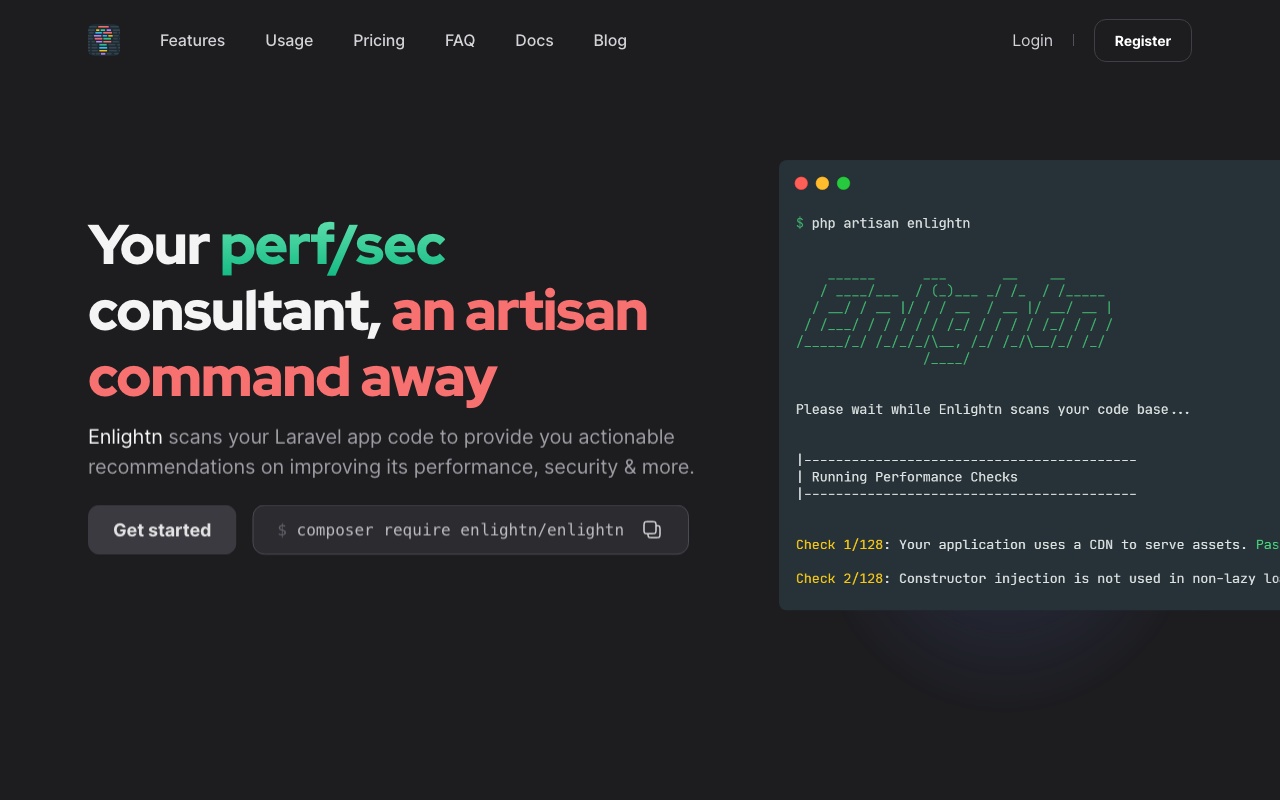 Features Usage Pricing FAQ Docs Blog Login Register
Your perf/sec
consultant, an artisan
command away
Enlightn scans your Laravel app code to provide you actionable
recommendations on improving its performance, security & more.
Get started
$ composer require enlightn/enlightn
$ php artisan enlightn
Please wait while Enlightn scans your code base...
|------------------------------------------
| Running Performance Checks
|------------------------------------------
Check 1/128: Your application uses a CDN to serve assets.
Check 2/128: Constructor injection is not used in non-lazy